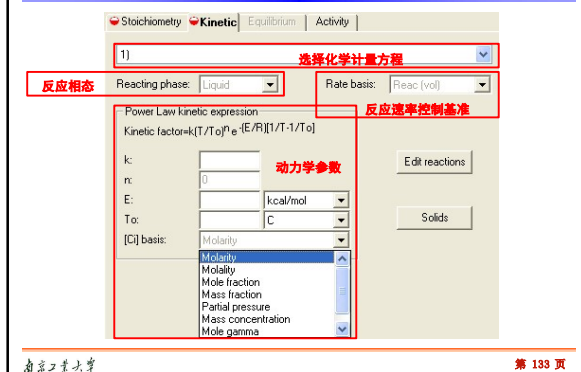 Stoichiometry Kinetic Equilibrium Activity
1)
选择化学计量方程
反应相态 Reacting phase: Liquid Rate basis: Reac (vol)
反应速率控制基准
Power Law kinetic expression
Kinetic factor=k(T/To)n e-(E/R)[1/T-1/To]
k:
动力学参数
Edit reactions
n: 0
E: kcal/mol
To: C
Solids
[Ci] basis: Molarity
Molarity
Molality
Mole fraction
Mass fraction
Partial pressure
Mass concentration
Mole gamma
南京工业大学
第 133 页